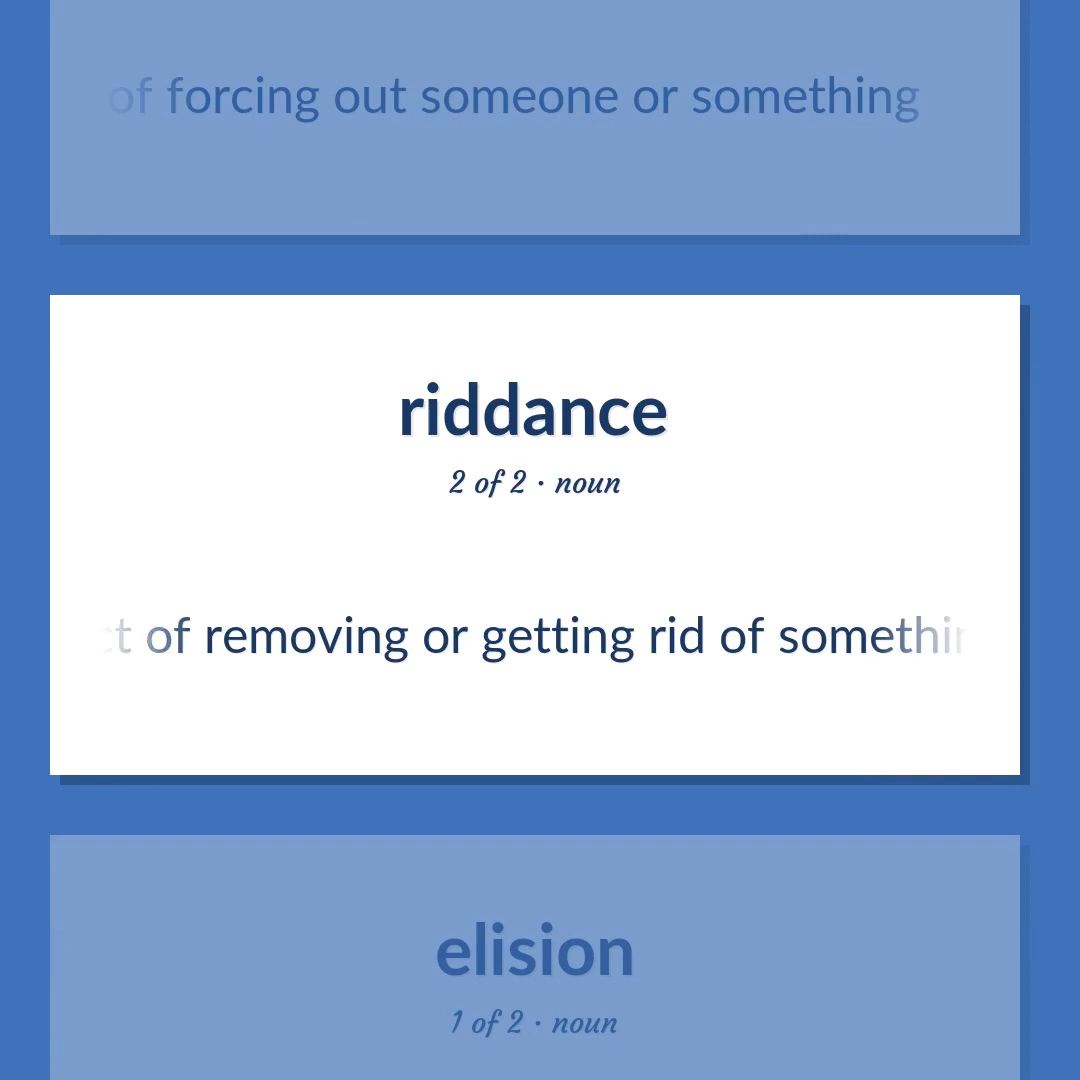 of forcing out someone or something
riddance
2 of 2 · noun
of removing or getting rid of
elision
1 of 2 · noun